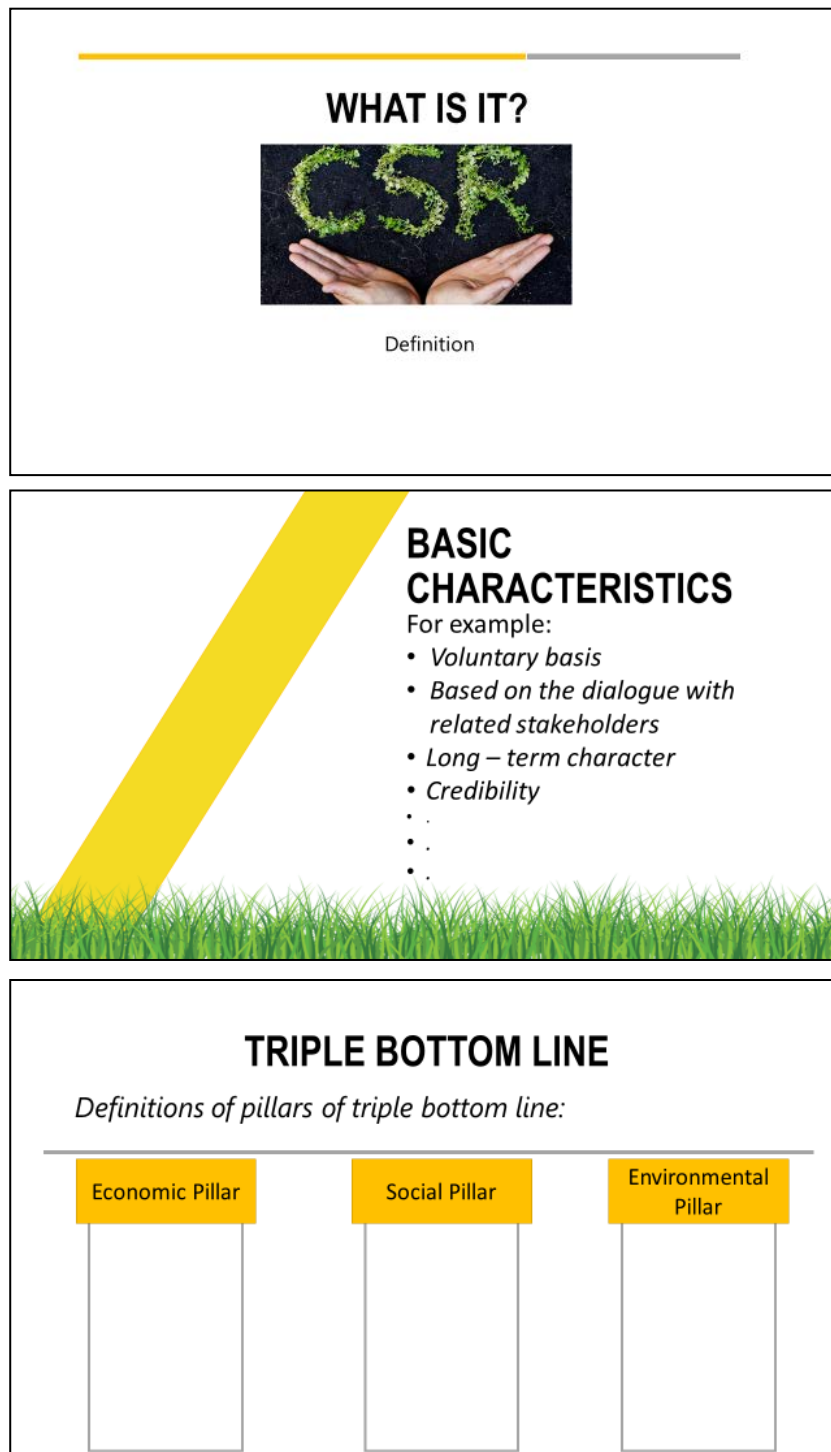 WHAT IS IT?
CSR
Definition
BASIC
CHARACTERISTICS
For example:
• Voluntary basis
• Based on the dialogue with
related stakeholders
• Long – term character
• Credibility
• .
• .
• .
TRIPLE BOTTOM LINE
Definitions of pillars of triple bottom line:
Economic Pillar
Social Pillar
Environmental
Pillar